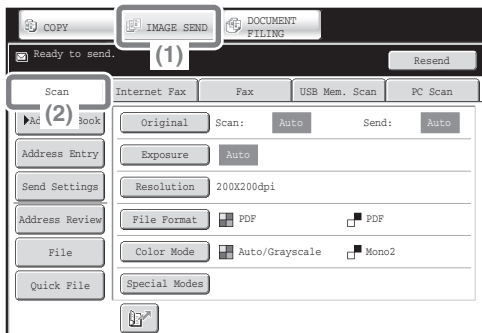 COPY IMAGE SEND DOCUMENT FILING
Ready to send. (1) Resend
Scan Internet Fax Fax USB Mem. Scan PC Scan
(2) Book Original Scan: Auto Send: Auto
Address Entry Exposure Auto
Send Settings Resolution 200X200dpi
Address Review File Format PDF PDF
File Color Mode Auto/Grayscale Mono2
Quick File Special Modes